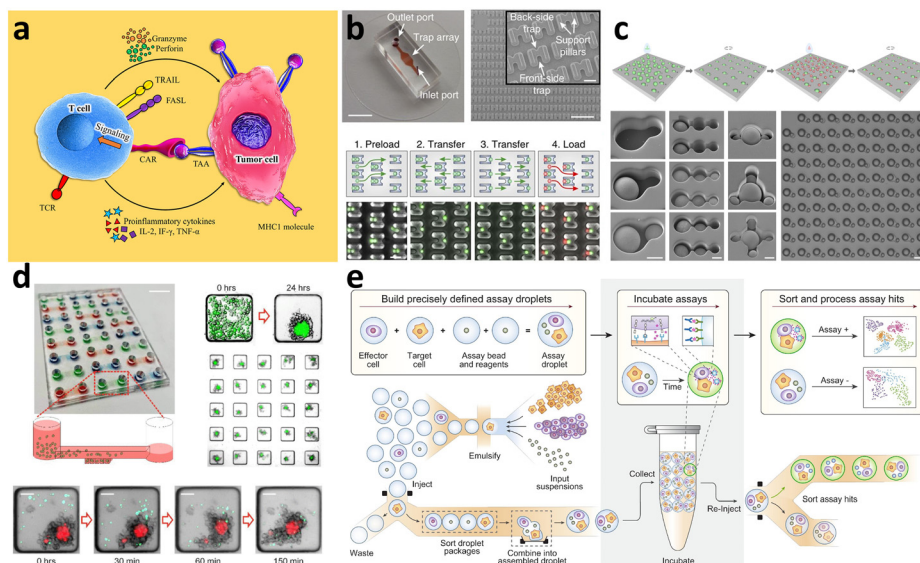 a
Granzyme
Perforin
TRAIL
FASL
T cell
Signaling
CAR
TAA
Tumor cell
TCR
Proinflammatory cytokines
IL-2, IF-γ, TNF-α
MHC1 molecule
b
Outlet port
Trap array
Inlet port
Back-side
trap
Support
pillars
Front-side
trap
1. Preload
2. Transfer
3. Transfer
4. Load
c
d
0 hrs
24 hrs
0 hrs
30 min
60 min
150 min
e
Build precisely defined assay droplets
Effector
cell
Target
cell
Assay bead
and reagents
Assay
droplet
Incubate assays
Time
Sort and process assay hits
Assay +
Assay -
Inject
Emulsify
Input
suspensions
Waste
Sort droplet
packages
Combine into
assembled droplet
Collect
Incubate
Re-Inject
Sort assay hits